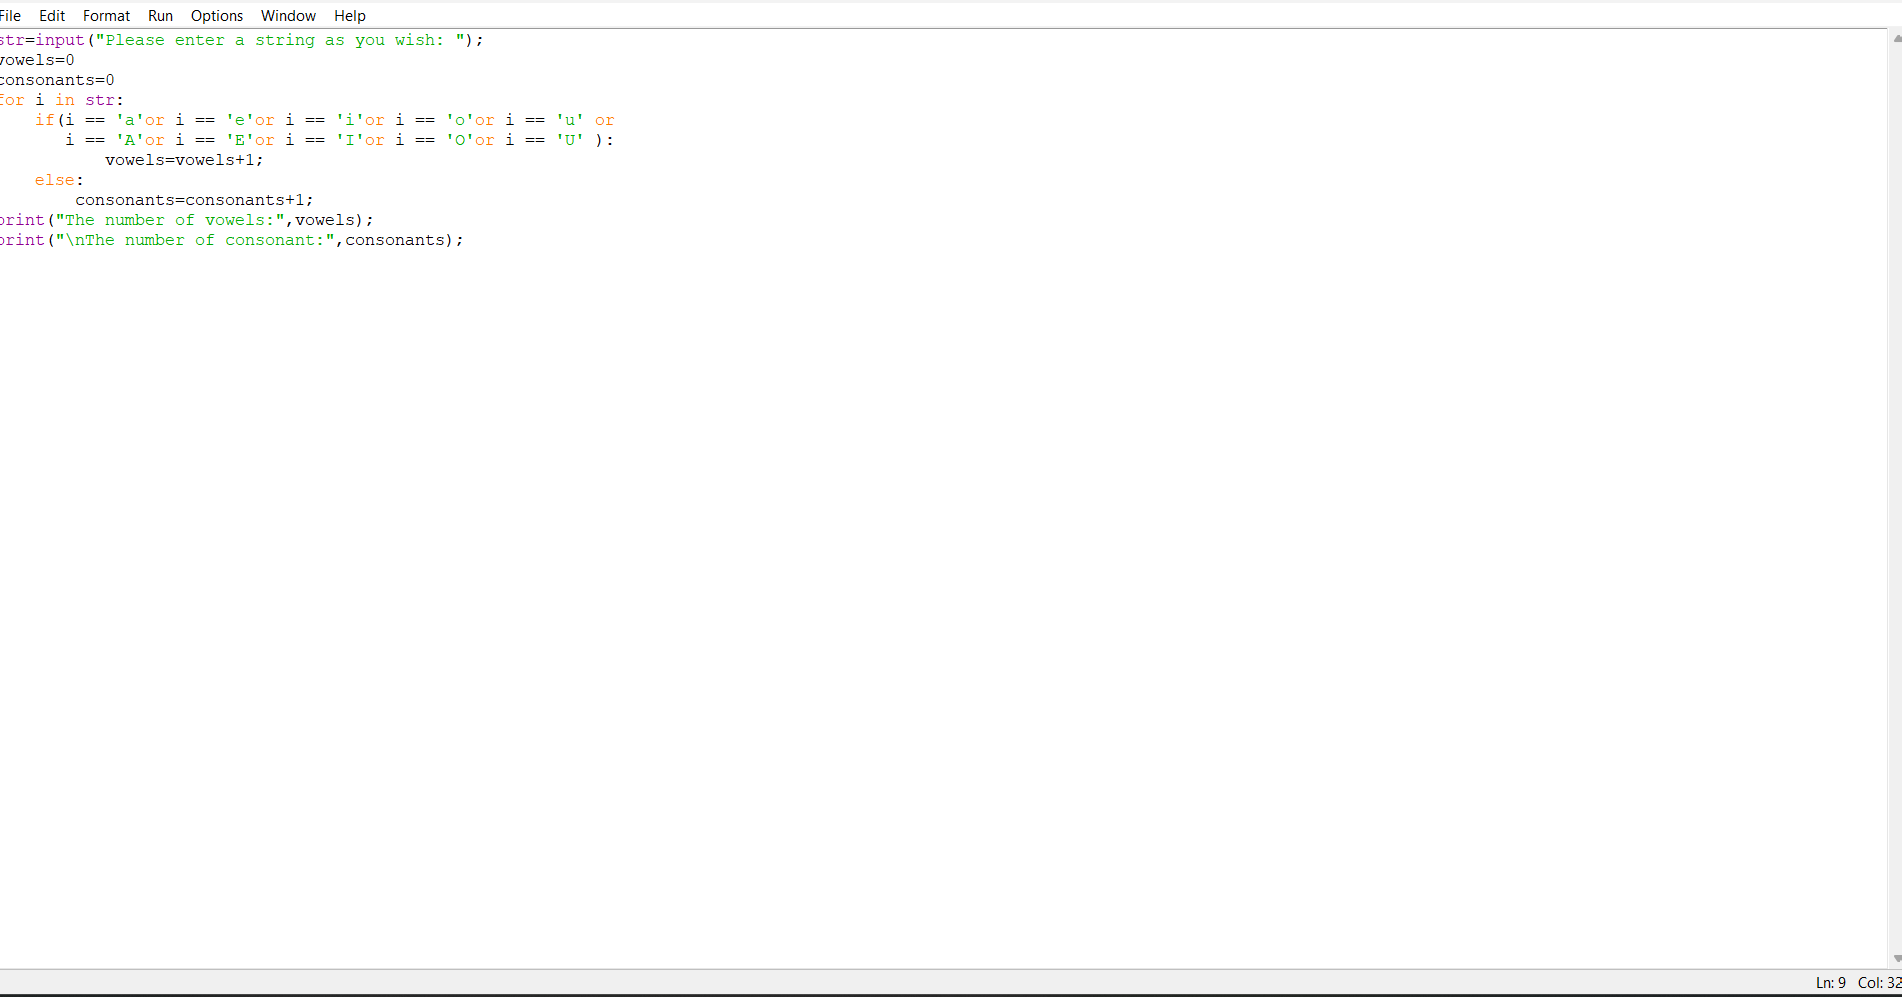 File Edit Format Run Options Window Help
str=input("Please enter a string as you wish: ");
vowels=0
consonants=0
for i in str:
    if(i == 'a'or i == 'e'or i == 'i'or i == 'o'or i == 'u' or
       i == 'A'or i == 'E'or i == 'I'or i == 'O'or i == 'U' ):
           vowels=vowels+1;
    else:
        consonants=consonants+1;
print("The number of vowels:",vowels);
print("\nThe number of consonant:",consonants);
Ln: 9 Col: 32